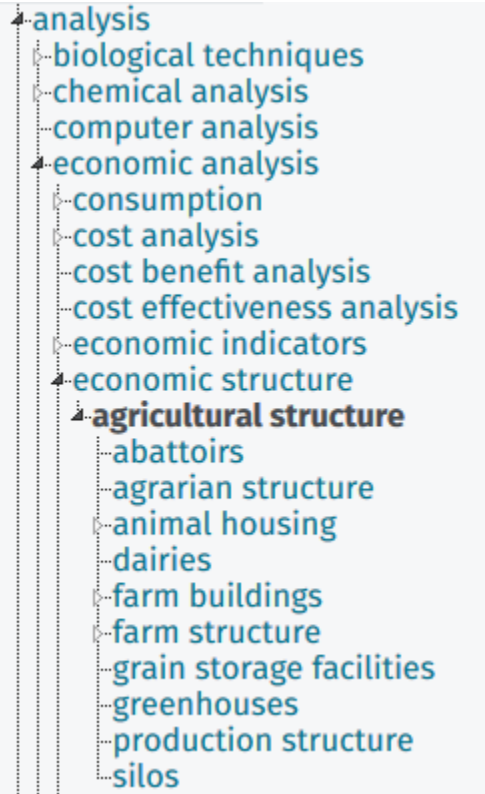 analysis
biological techniques
chemical analysis
computer analysis
economic analysis
consumption
cost analysis
cost benefit analysis
cost effectiveness analysis
economic indicators
economic structure
agricultural structure
abattoirs
agrarian structure
animal housing
dairies
farm buildings
farm structure
grain storage facilities
greenhouses
production structure
silos